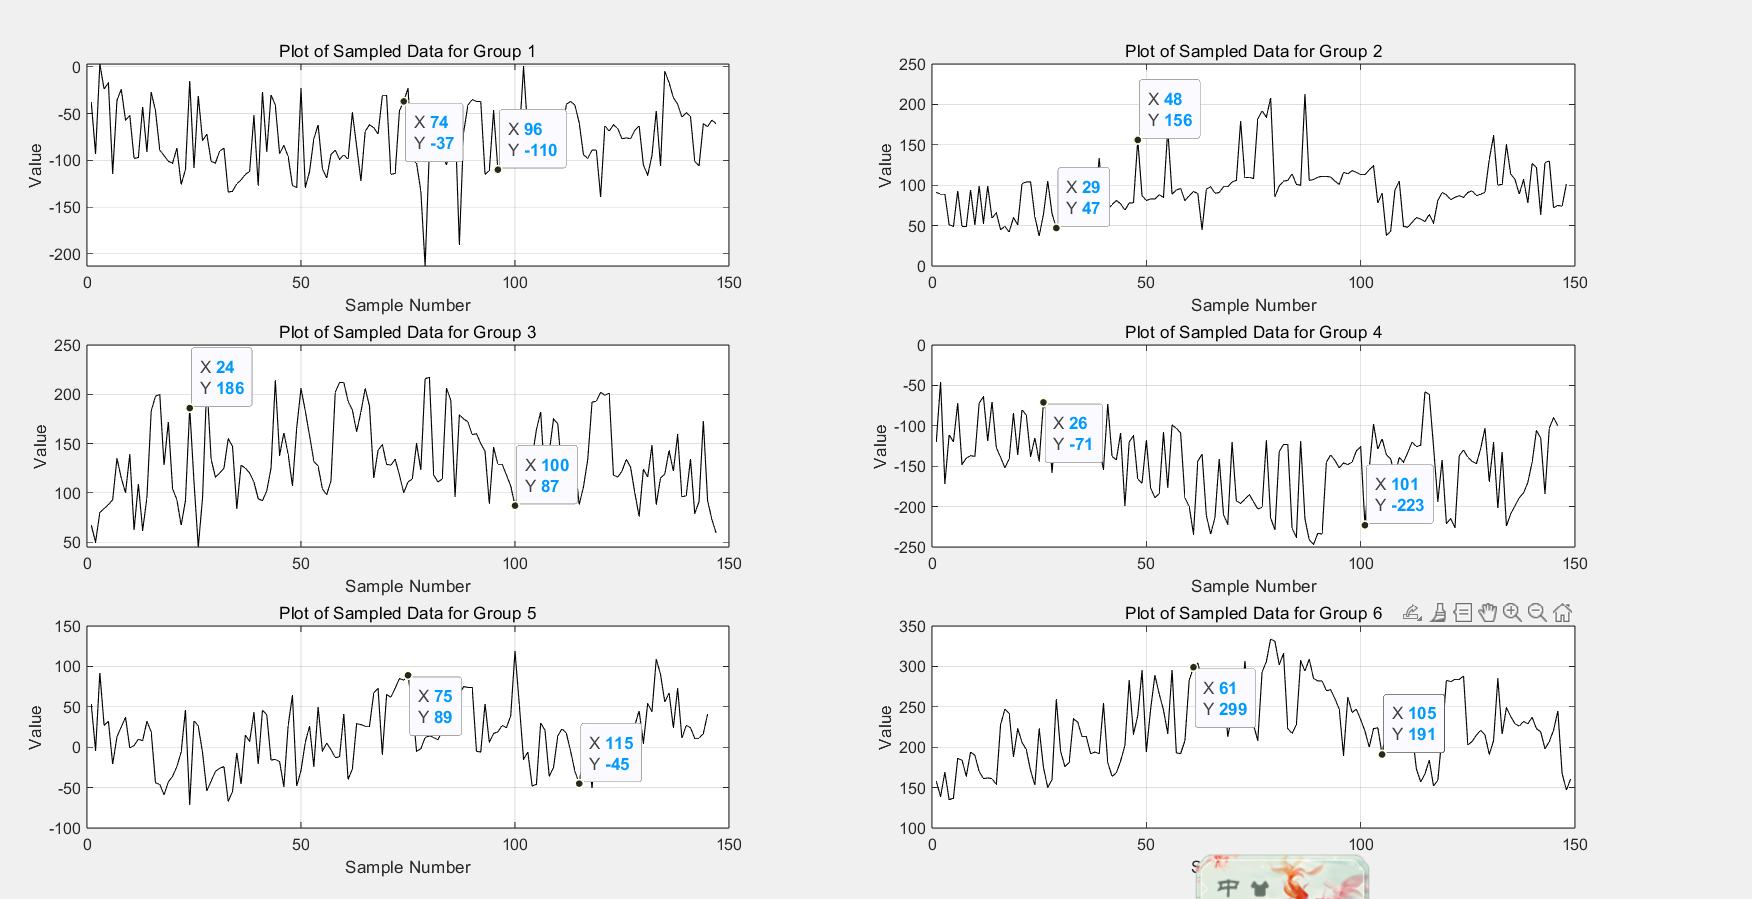 Plot of Sampled Data for Group 1
0
-50
-100
-150
-200
Value
X 74
Y -37
X 96
Y -110
0
50
100
150
Sample Number
Plot of Sampled Data for Group 2
250
200
150
100
50
0
Value
X 48
Y 156
X 29
Y 47
0
50
100
150
Sample Number
Plot of Sampled Data for Group 3
250
200
150
100
50
Value
X 24
Y 186
X 100
Y 87
0
50
100
150
Sample Number
Plot of Sampled Data for Group 4
0
-50
-100
-150
-200
-250
Value
X 26
Y -71
X 101
Y -223
0
50
100
150
Sample Number
Plot of Sampled Data for Group 5
150
100
50
0
-50
-100
Value
X 75
Y 89
X 115
Y -45
0
50
100
150
Sample Number
Plot of Sampled Data for Group 6
350
300
250
200
150
100
Value
X 61
Y 299
X 105
Y 191
0
50
100
150
中